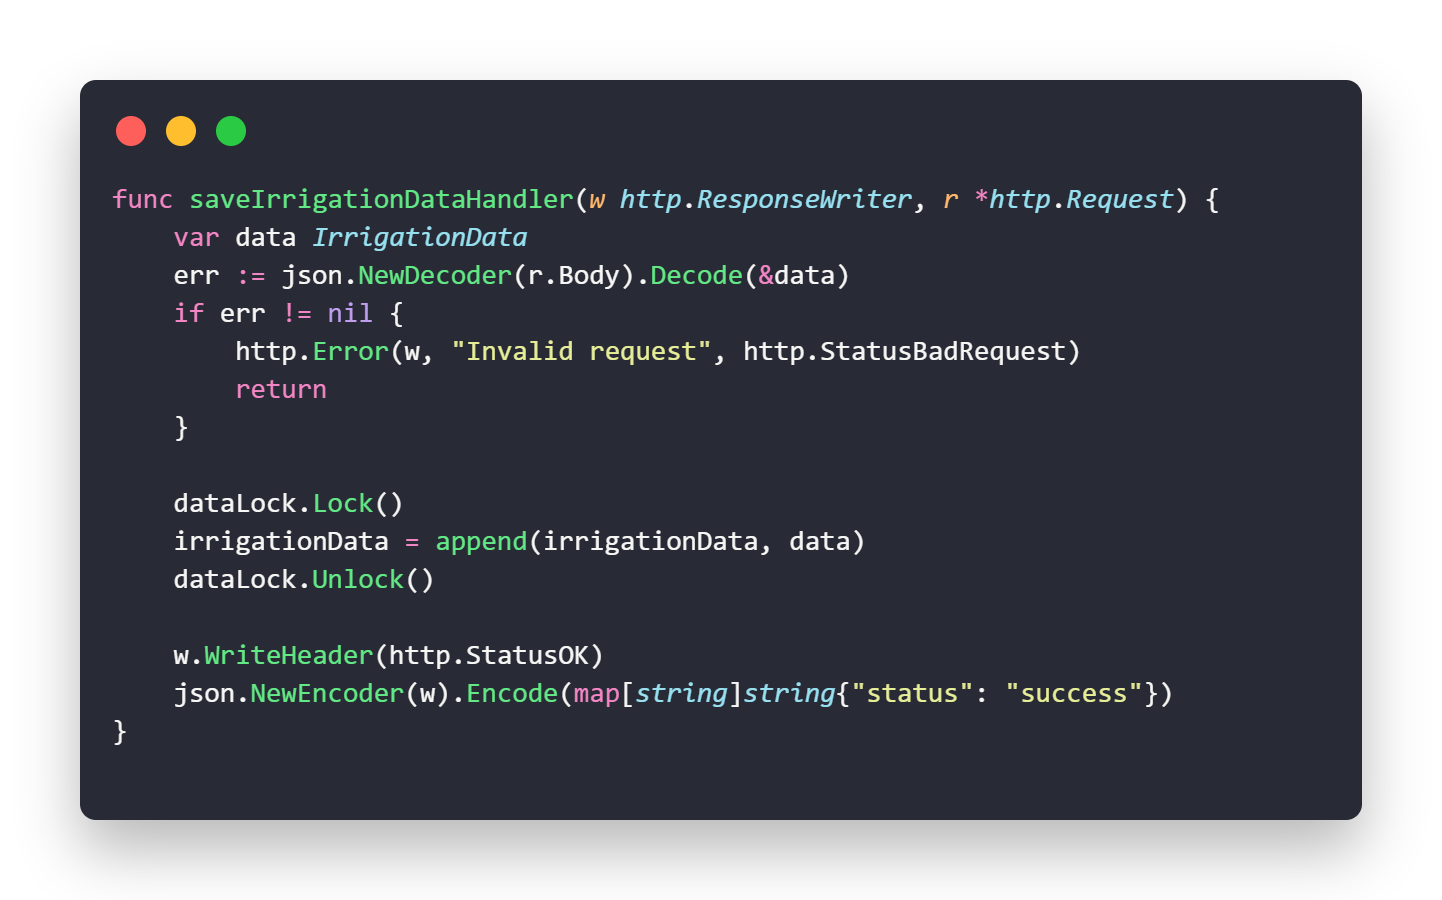 func saveIrrigationDataHandler(w http.ResponseWriter, r *http.Request) {
    var data IrrigationData
    err := json.NewDecoder(r.Body).Decode(&data)
    if err != nil {
        http.Error(w, "Invalid request", http.StatusBadRequest)
        return
    }

    dataLock.Lock()
    irrigationData = append(irrigationData, data)
    dataLock.Unlock()

    w.WriteHeader(http.StatusOK)
    json.NewEncoder(w).Encode(map[string]string{"status": "success"})
}